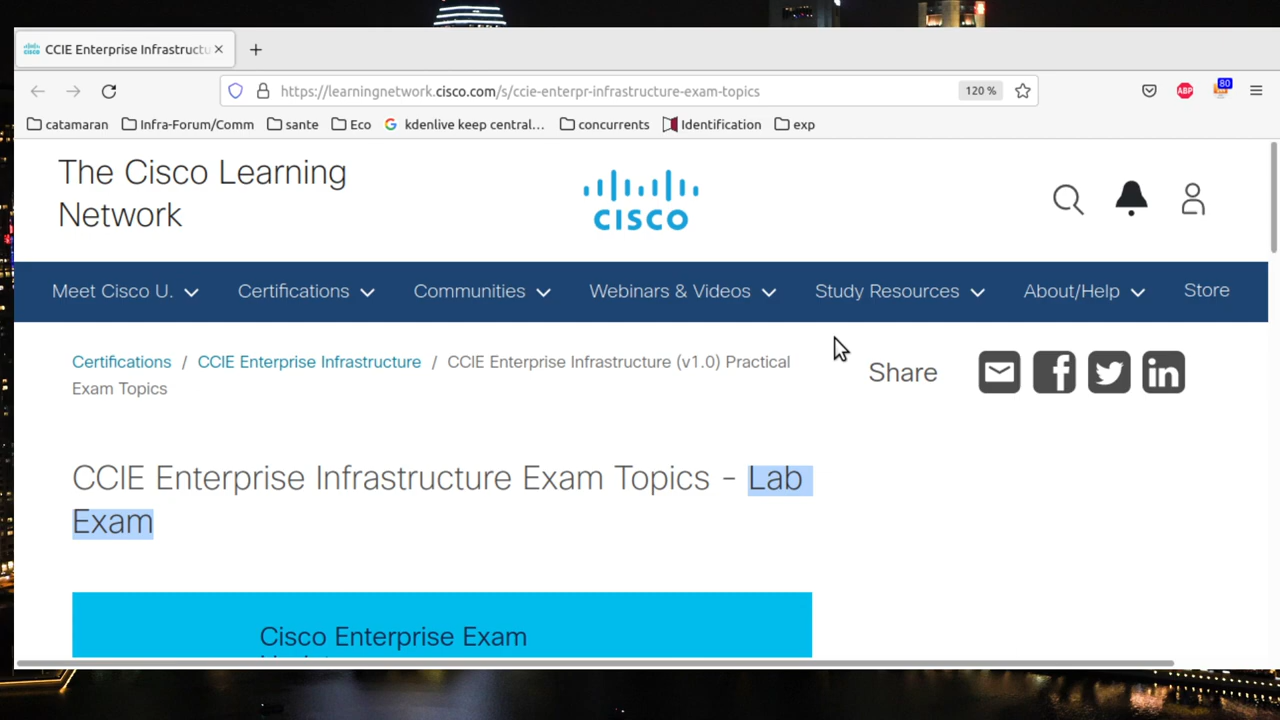 CCIE Enterprise Infrastructu
https://learningnetwork.cisco.com/s/ccie-enterpr-infrastructure-exam-topics
120 %
ABP
80
catamaran
Infra-Forum/Comm
sante
Eco
G kdenlive keep central…
concurrents
Identification
exp
The Cisco Learning
Network
CISCO
Meet Cisco U.
Certifications
Communities
Webinars & Videos
Study Resources
About/Help
Store
Certifications / CCIE Enterprise Infrastructure / CCIE Enterprise Infrastructure (v1.0) Practical
Exam Topics
Share
CCIE Enterprise Infrastructure Exam Topics - Lab
Exam
Cisco Enterprise Exam